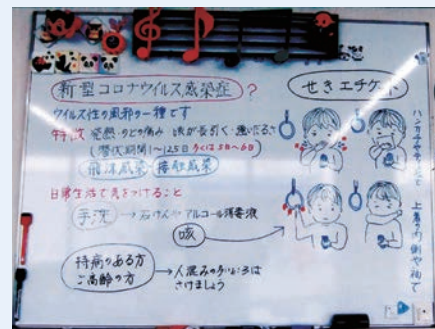 新型コロナウイルス感染症?
ウイルス性の風邪の一種です
特徴 発熱・のどの痛み 咳が長引く・強いだるさ
(潜伏期間1~12.5日 多くは5日~6日)
飛沫感染 接触感染
日常生活で気をつけること
手洗 → 石けんやアルコール消毒液
咳
持病のある方
ご高齢の方
→人混みの多いところは
さけましょう
せきエチケット
ハンカチやティッシュで
上着の内側や袖で